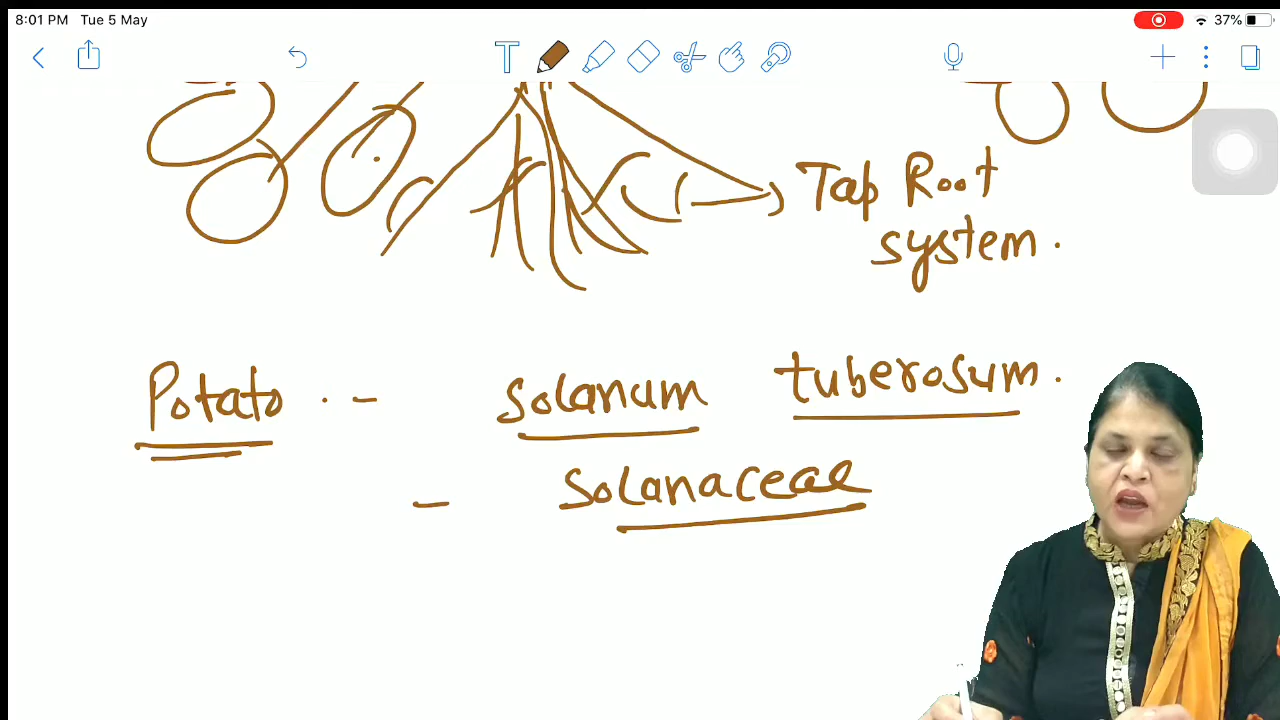 8:01 PM Tue 5 May
37%
T
Tap Root
system.
Potato . - solanum tuberosum.
- Solanaceae